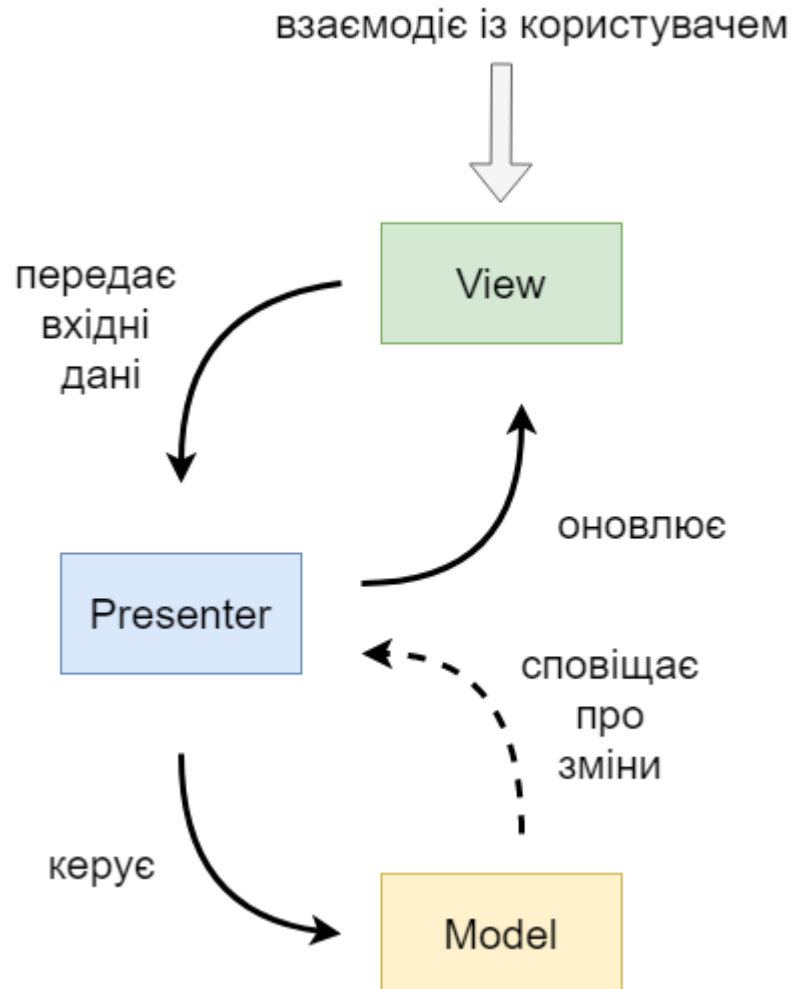 взаємодіє із користувачем
View
передає
вхідні
дані
оновлює
Presenter
сповіщає
про
зміни
керує
Model